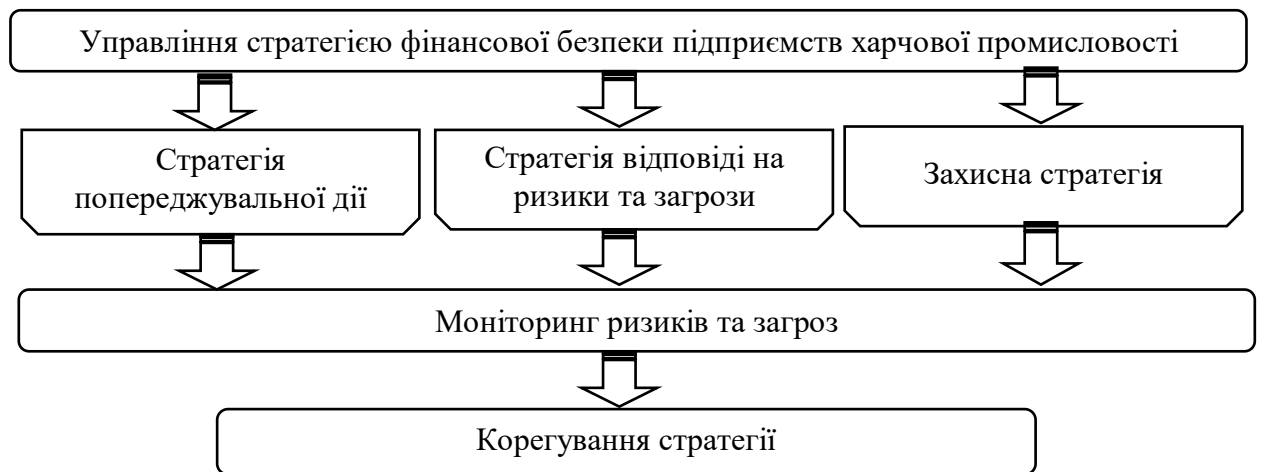 Управління стратегією фінансової безпеки підприємств харчової промисловості
Стратегія
попереджувальної дії
Стратегія відповіді на
ризики та загрози
Захисна стратегія
Моніторинг ризиків та загроз
Корегування стратегії